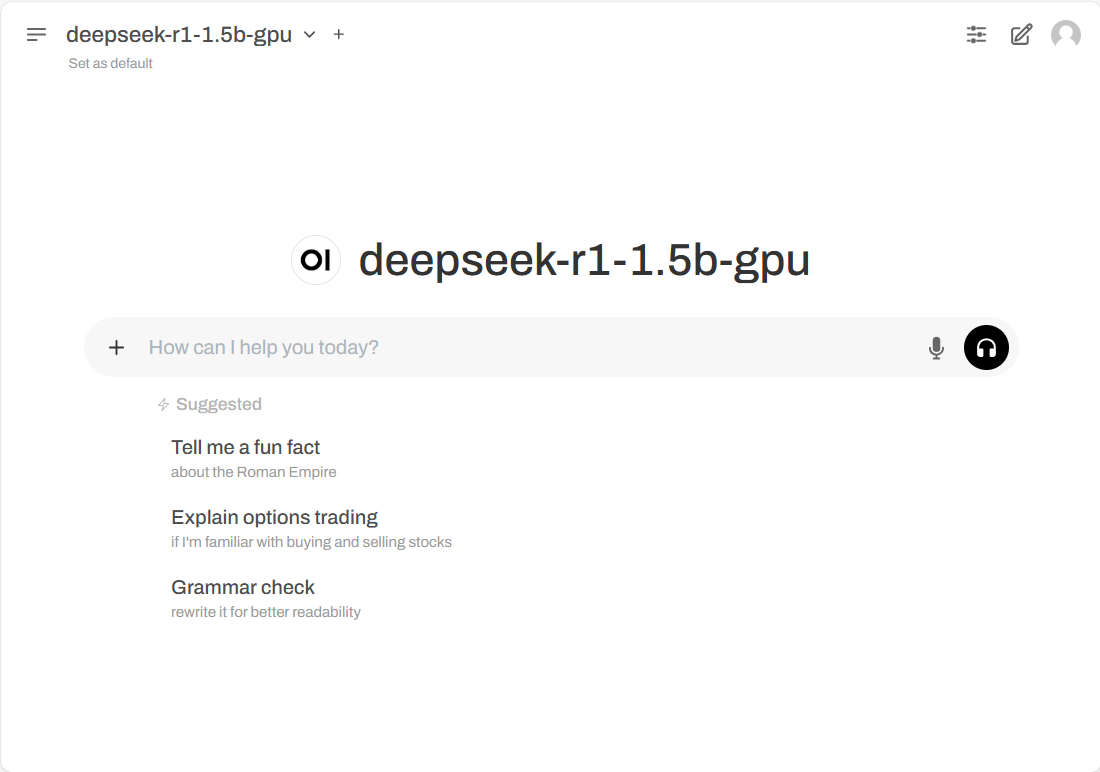 deepseek-r1-1.5b-gpu
Set as default
OI deepseek-r1-1.5b-gpu
How can I help you today?
Suggested
Tell me a fun fact
about the Roman Empire
Explain options trading
if I'm familiar with buying and selling stocks
Grammar check
rewrite it for better readability